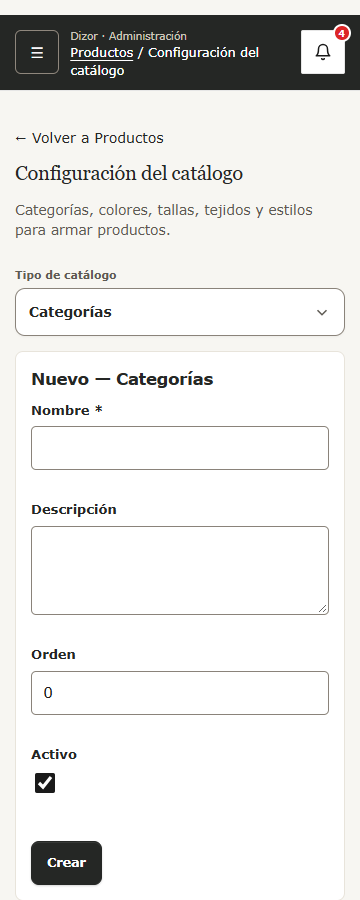 ☰
Dizor · Administración
Productos / Configuración del
catálogo
4
← Volver a Productos
Configuración del catálogo
Categorías, colores, tallas, tejidos y estilos
para armar productos.
Tipo de catálogo
Categorías
Nuevo — Categorías
Nombre *
Descripción
Orden
0
Activo
Crear